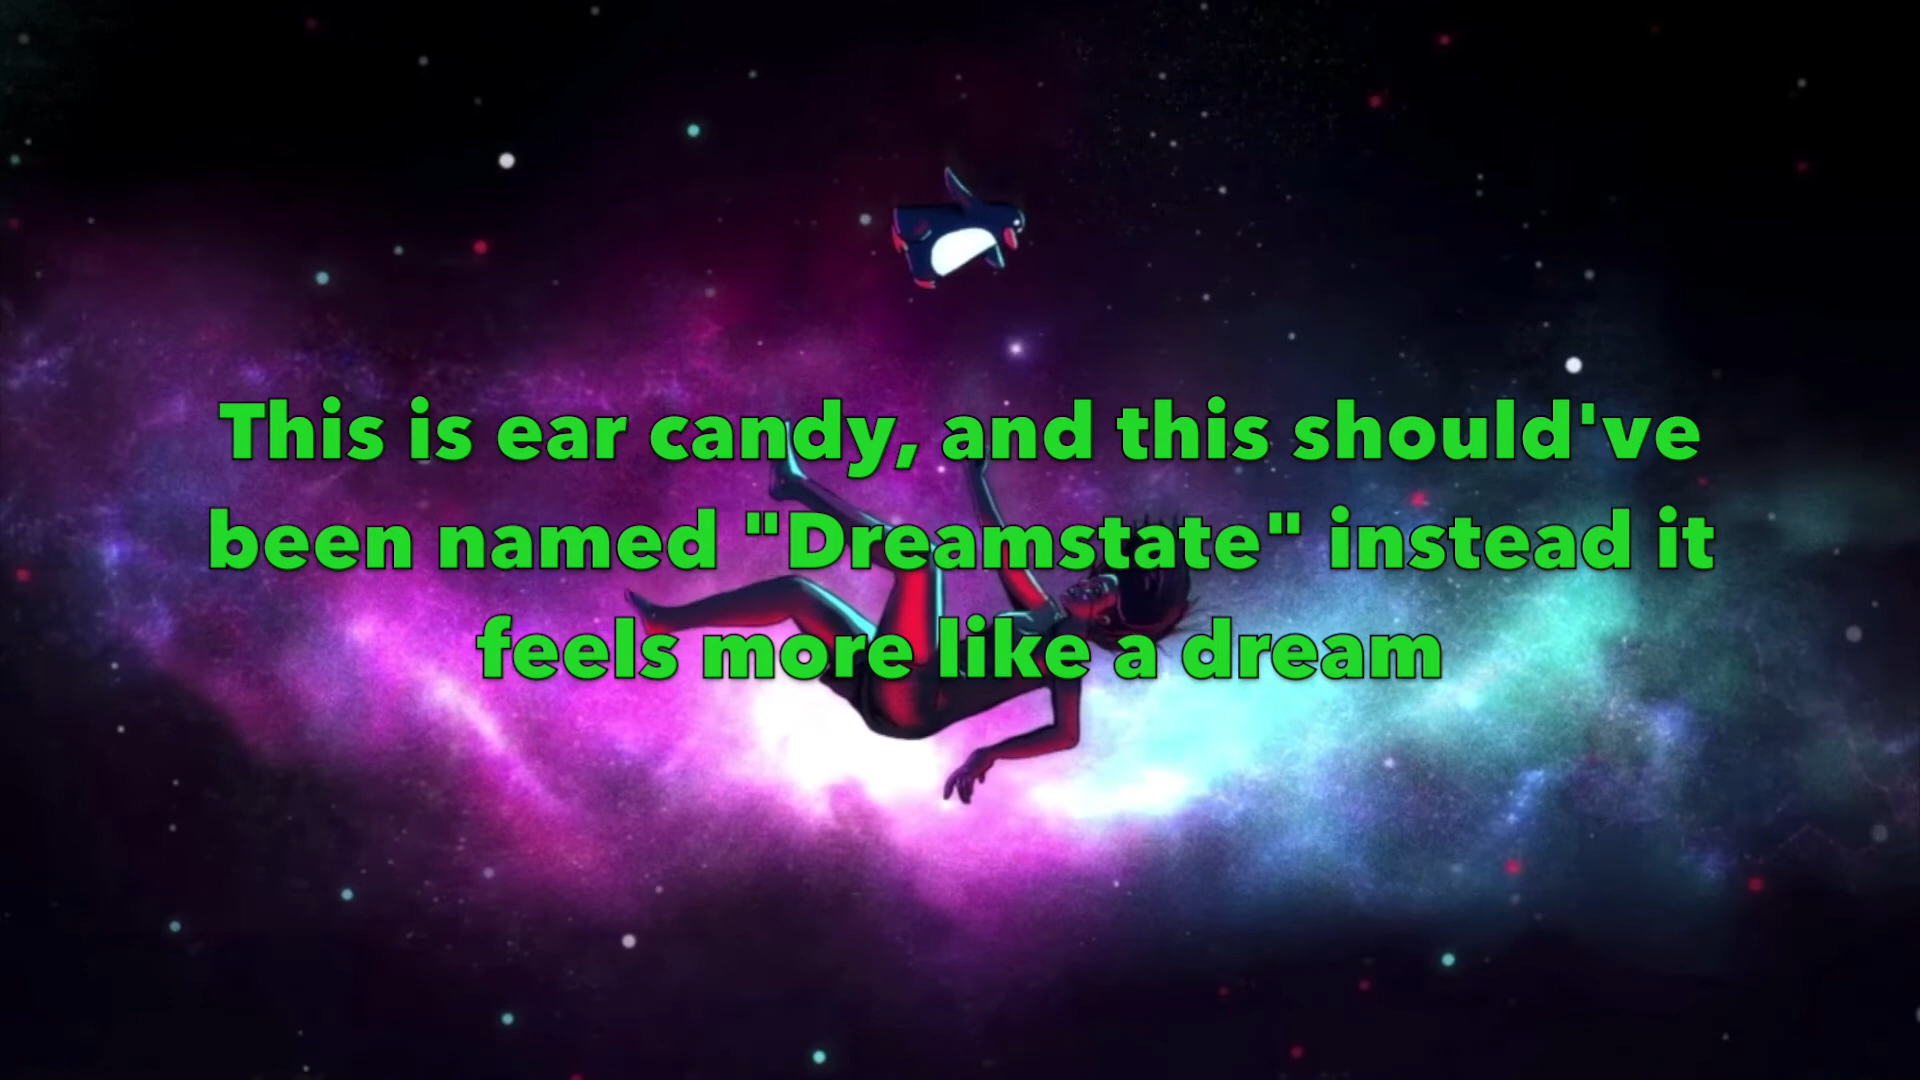 This is ear candy, and this should've
been named "Dreamstate" instead it
feels more like a dream